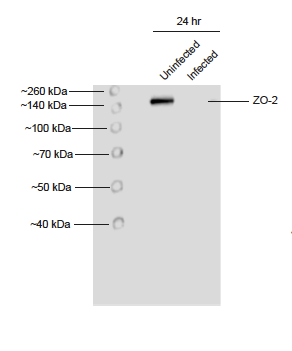 24 hr
Uninfected
Infected
~260 kDa
~140 kDa
ZO-2
~100 kDa
~70 kDa
~50 kDa
~40 kDa